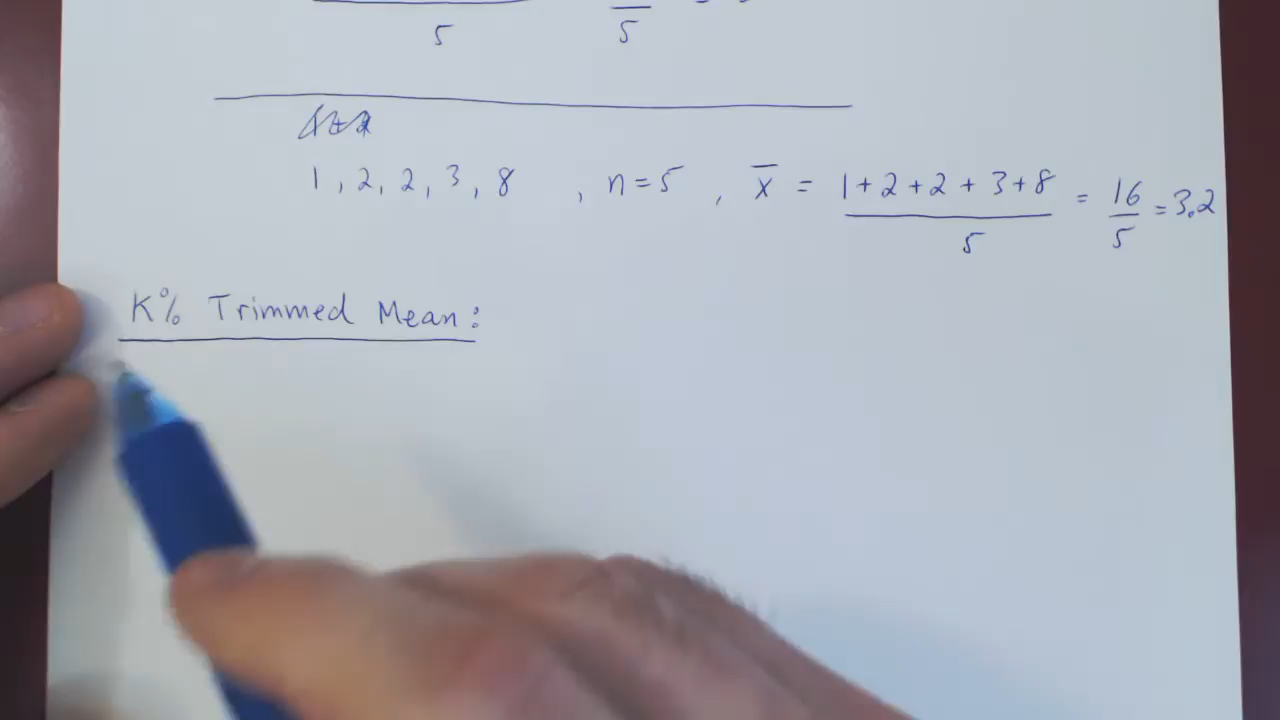 5 5
1, 2, 2, 3, 8 , n=5 , x̄ = 1+2+2+3+8 / 5 = 16/5 = 3.2
K% Trimmed Mean: